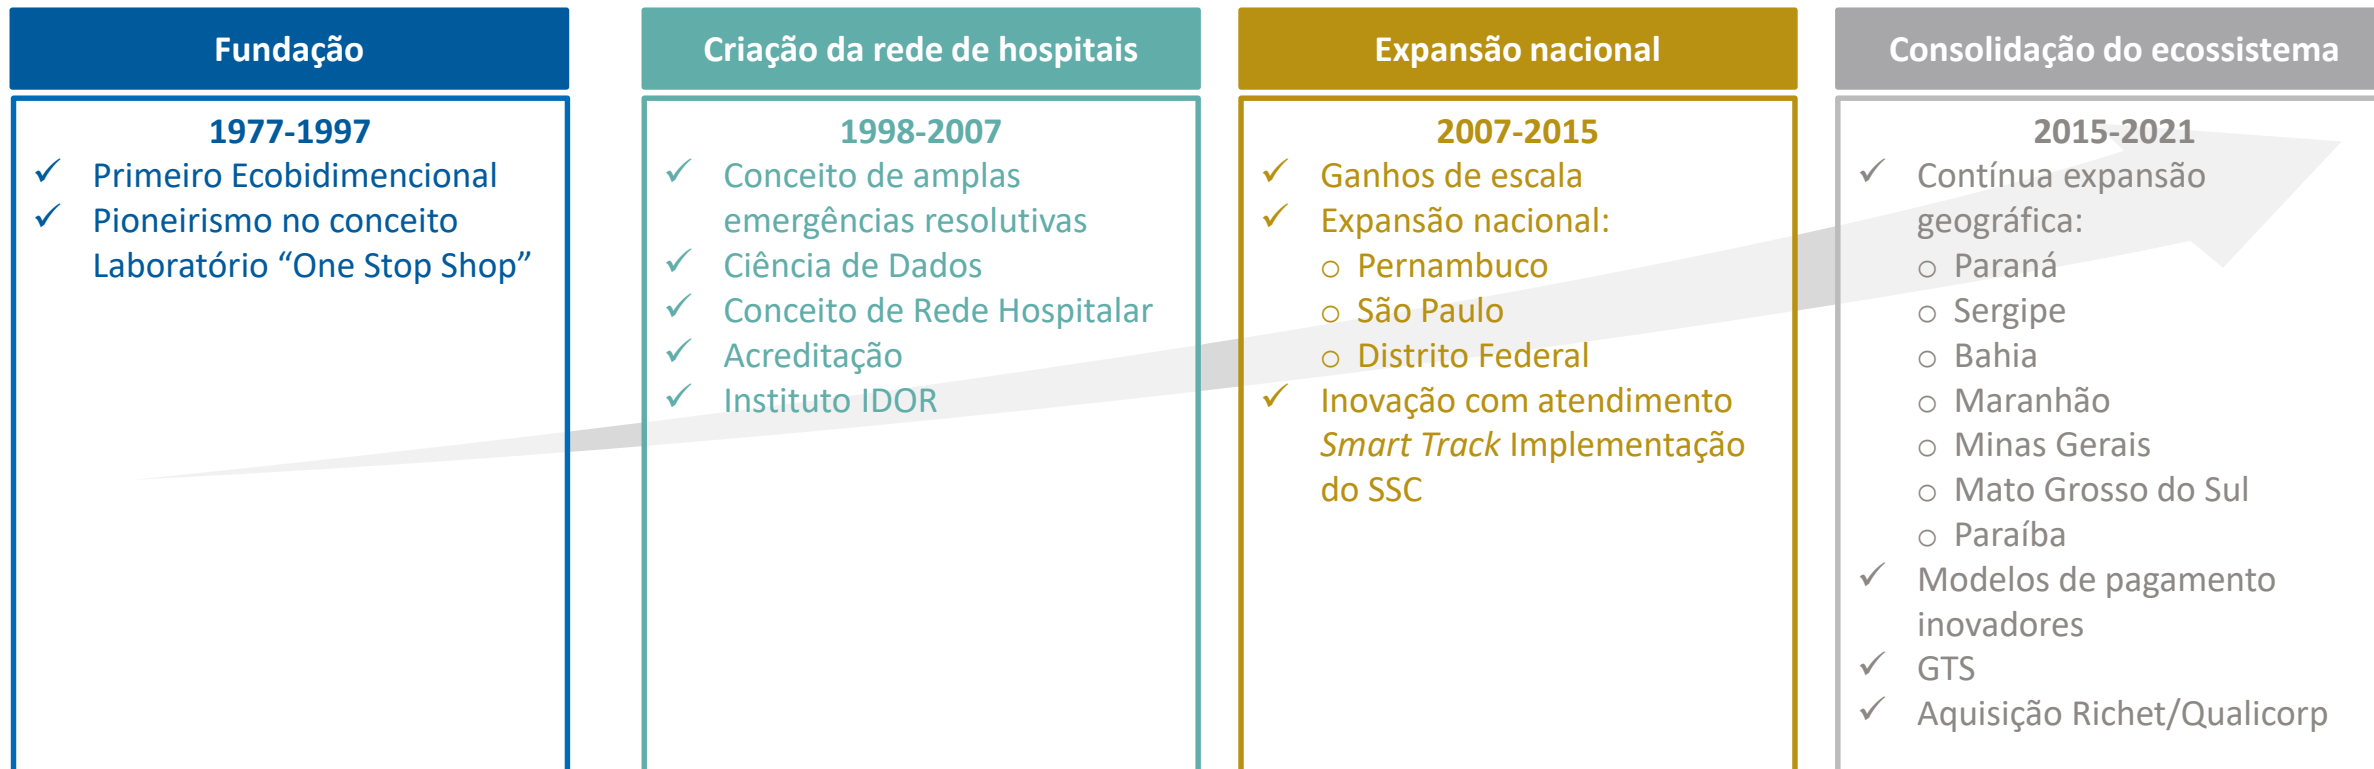 Fundação
1977-1997
✓ Primeiro Ecobidimencional
✓ Pioneirismo no conceito
Laboratório “One Stop Shop”
Criação da rede de hospitais
1998-2007
✓ Conceito de amplas
emergências resolutivas
✓ Ciência de Dados
✓ Conceito de Rede Hospitalar
✓ Acreditação
✓ Instituto IDOR
Expansão nacional
2007-2015
✓ Ganhos de escala
✓ Expansão nacional:
o Pernambuco
o São Paulo
o Distrito Federal
✓ Inovação com atendimento
Smart Track Implementação
do SSC
Consolidação do ecossistema
2015-2021
✓ Contínua expansão
geográfica:
o Paraná
o Sergipe
o Bahia
o Maranhão
o Minas Gerais
o Mato Grosso do Sul
o Paraíba
✓ Modelos de pagamento
inovadores
✓ GTS
✓ Aquisição Richet/Qualicorp